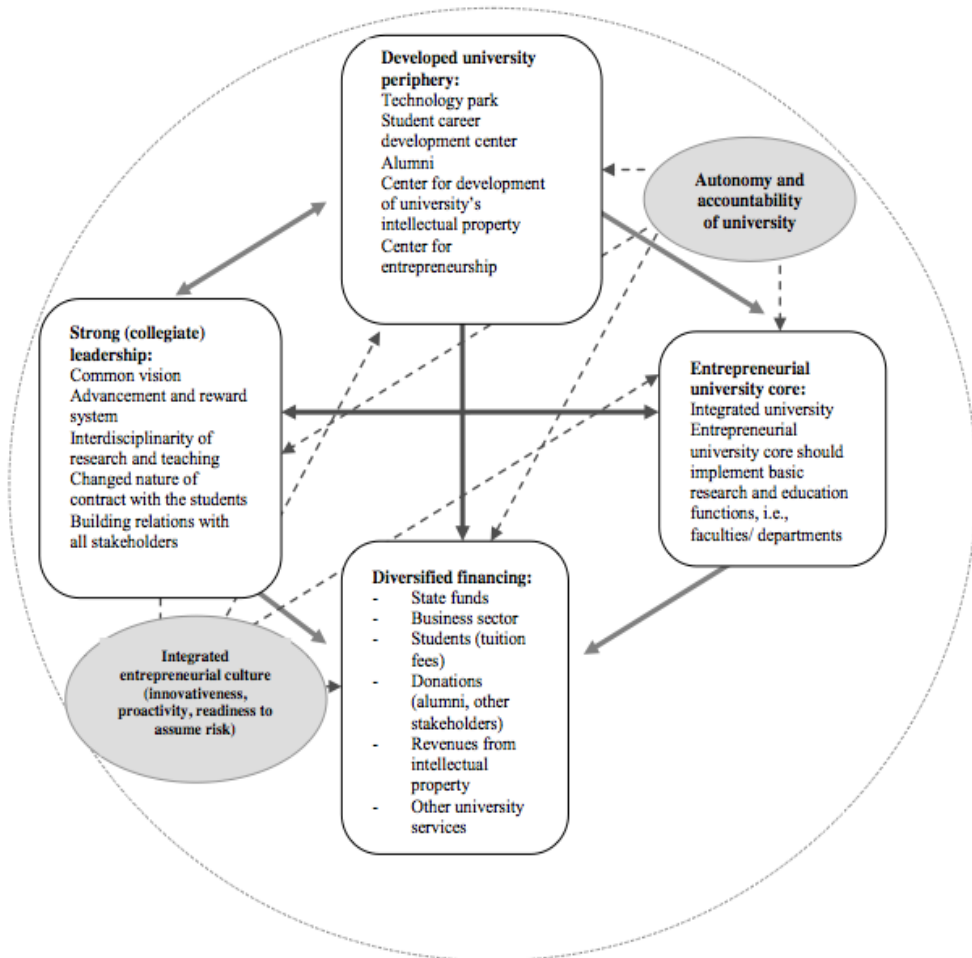 Developed university
periphery:
Technology park
Student career
development center
Alumni
Center for development
of university's
intellectual property
Center for
entrepreneurship
Autonomy and
accountability
of university
Strong (collegiate)
leadership:
Common vision
Advancement and reward
system
Interdisciplinarity of
research and teaching
Changed nature of
contract with the students
Building relations with
all stakeholders
Entrepreneurial
university core:
Integrated university
Entrepreneurial
university core should
implement basic
research and education
functions, i.e.,
faculties/ departments
Integrated
entrepreneurial culture
(innovativeness,
proactivity, readiness to
assume risk)
Diversified financing:
- State funds
- Business sector
- Students (tuition
fees)
- Donations
(alumni, other
stakeholders)
- Revenues from
intellectual
property
- Other university
services